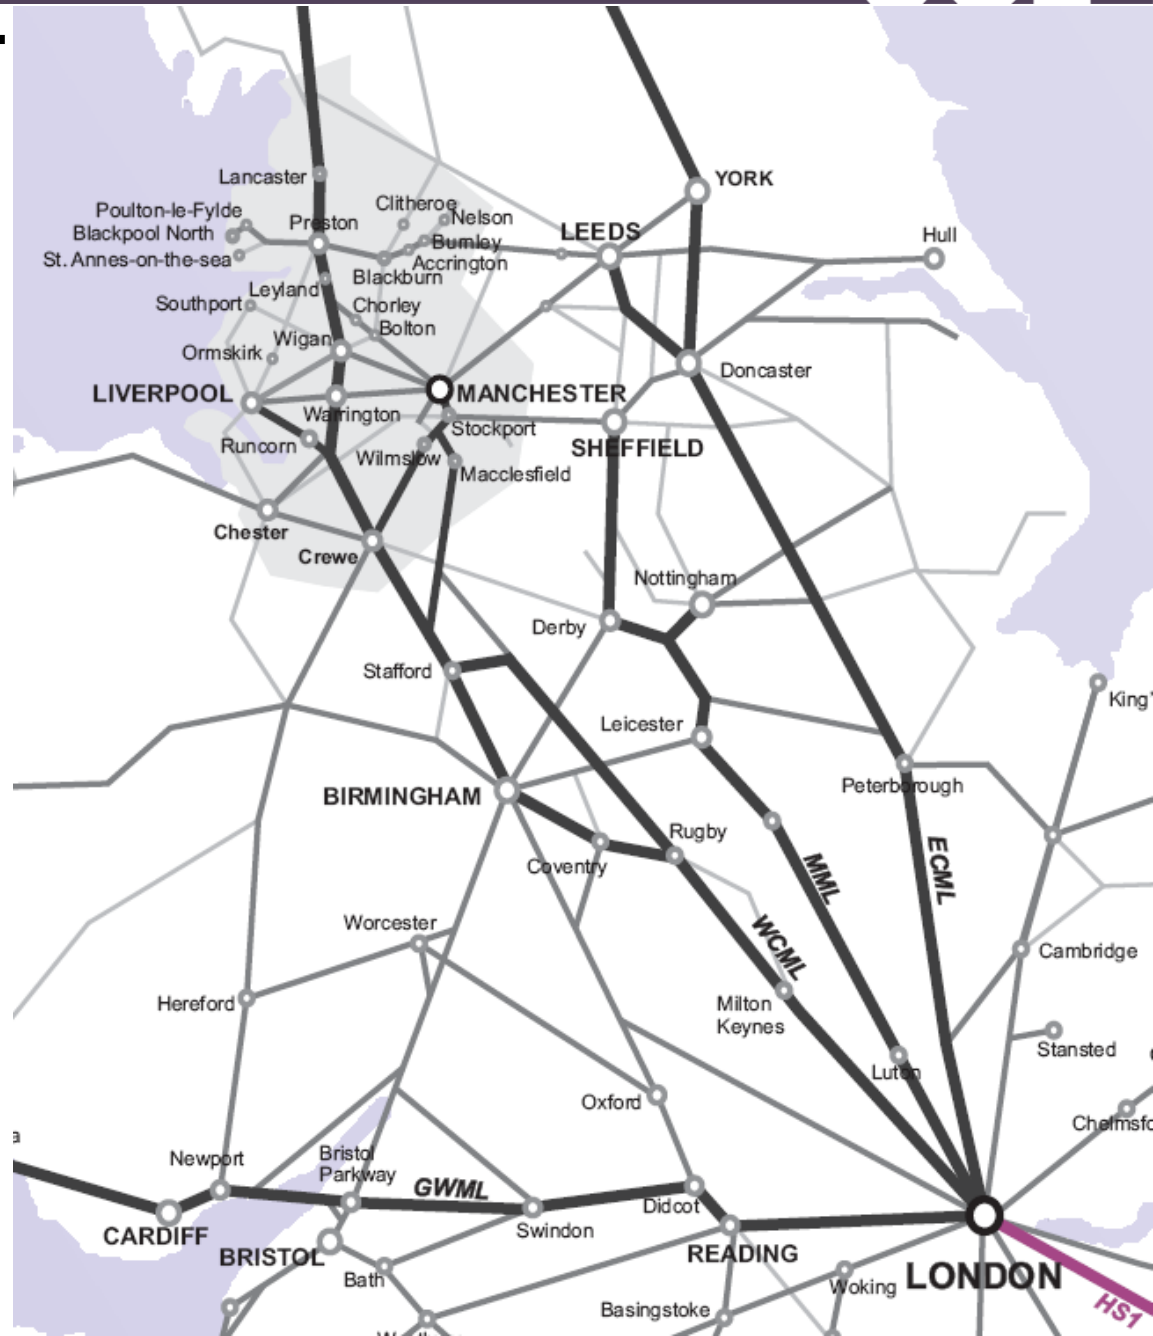 YORK
Lancaster
Poulton-le-Fylde
Clitheroe
Nelson
Preston
Blackpool North
LEEDS
Hull
Burnley
St. Annes-on-the-sea
Accrington
Blackburn
Leyland
Southport
Chorley
Bolton
Wigan
Ormskirk
Doncaster
LIVERPOOL
MANCHESTER
Warrington
Stockport
Runcorn
SHEFFIELD
Wilmslow
Macclesfield
Chester
Crewe
Nottingham
Derby
Stafford
King'
Leicester
Peterborough
BIRMINGHAM
Rugby
Coventry
MML
ECML
Worcester
WCML
Cambridge
Hereford
Milton
Keynes
Stansted
Luton
Oxford
Chelmsfo
a
Newport
Bristol
Parkway
GWML
Didcot
CARDIFF
Swindon
BRISTOL
READING
Bath
LONDON
Woking
Basingstoke
HS1